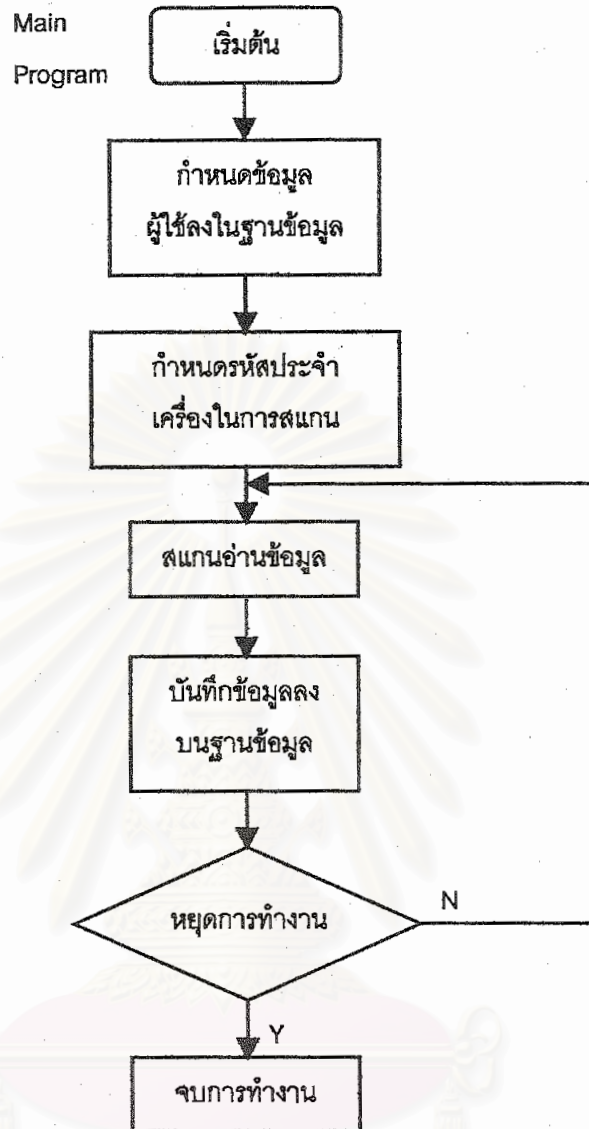 Main
Program
เริ่มต้น
กำหนดข้อมูล
ผู้ใช้ลงในฐานข้อมูล
กำหนดรหัสประจำ
เครื่องในการสแกน
สแกนอ่านข้อมูล
บันทึกข้อมูลลง
บนฐานข้อมูล
หยุดการทำงาน
N
Y
จบการทำงาน